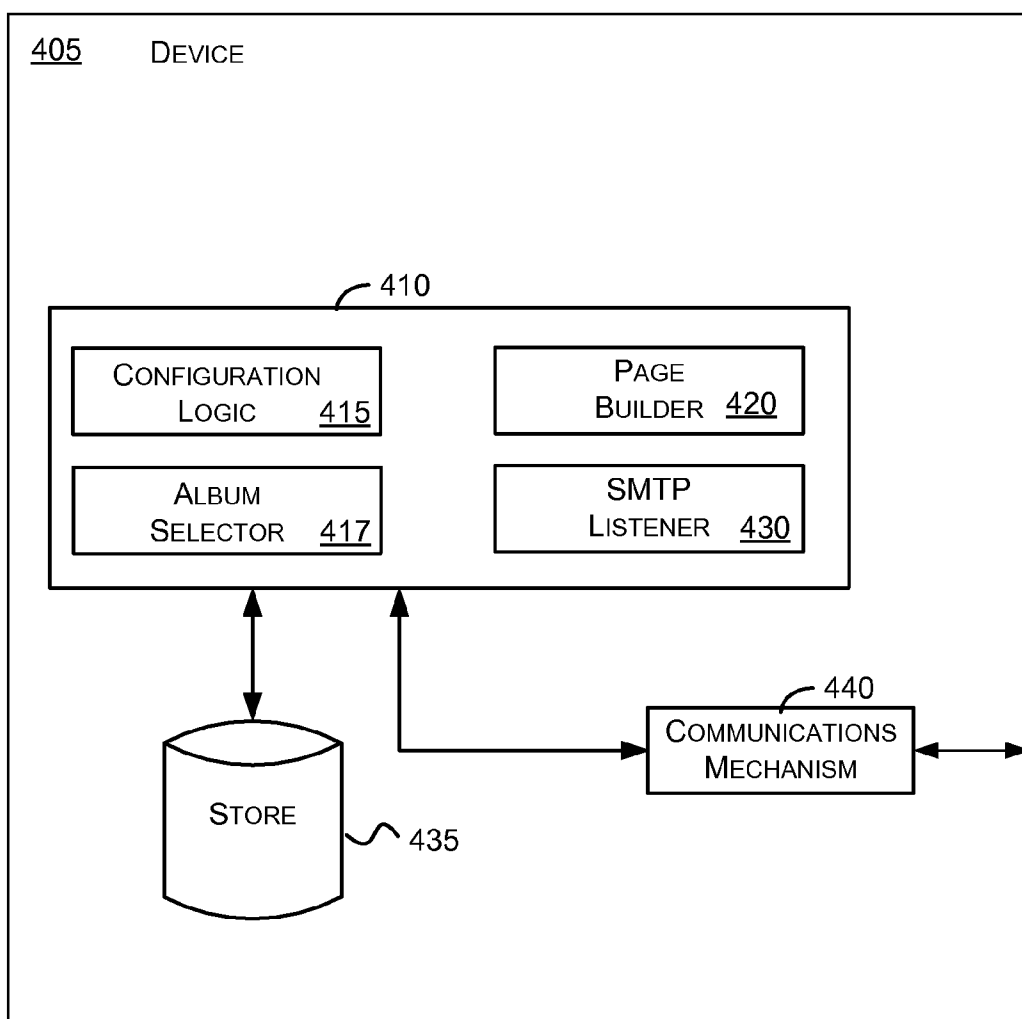 405 DEVICE
410
CONFIGURATION
LOGIC 415
PAGE
BUILDER 420
ALBUM
SELECTOR 417
SMTP
LISTENER 430
440
COMMUNICATIONS
MECHANISM
STORE
435